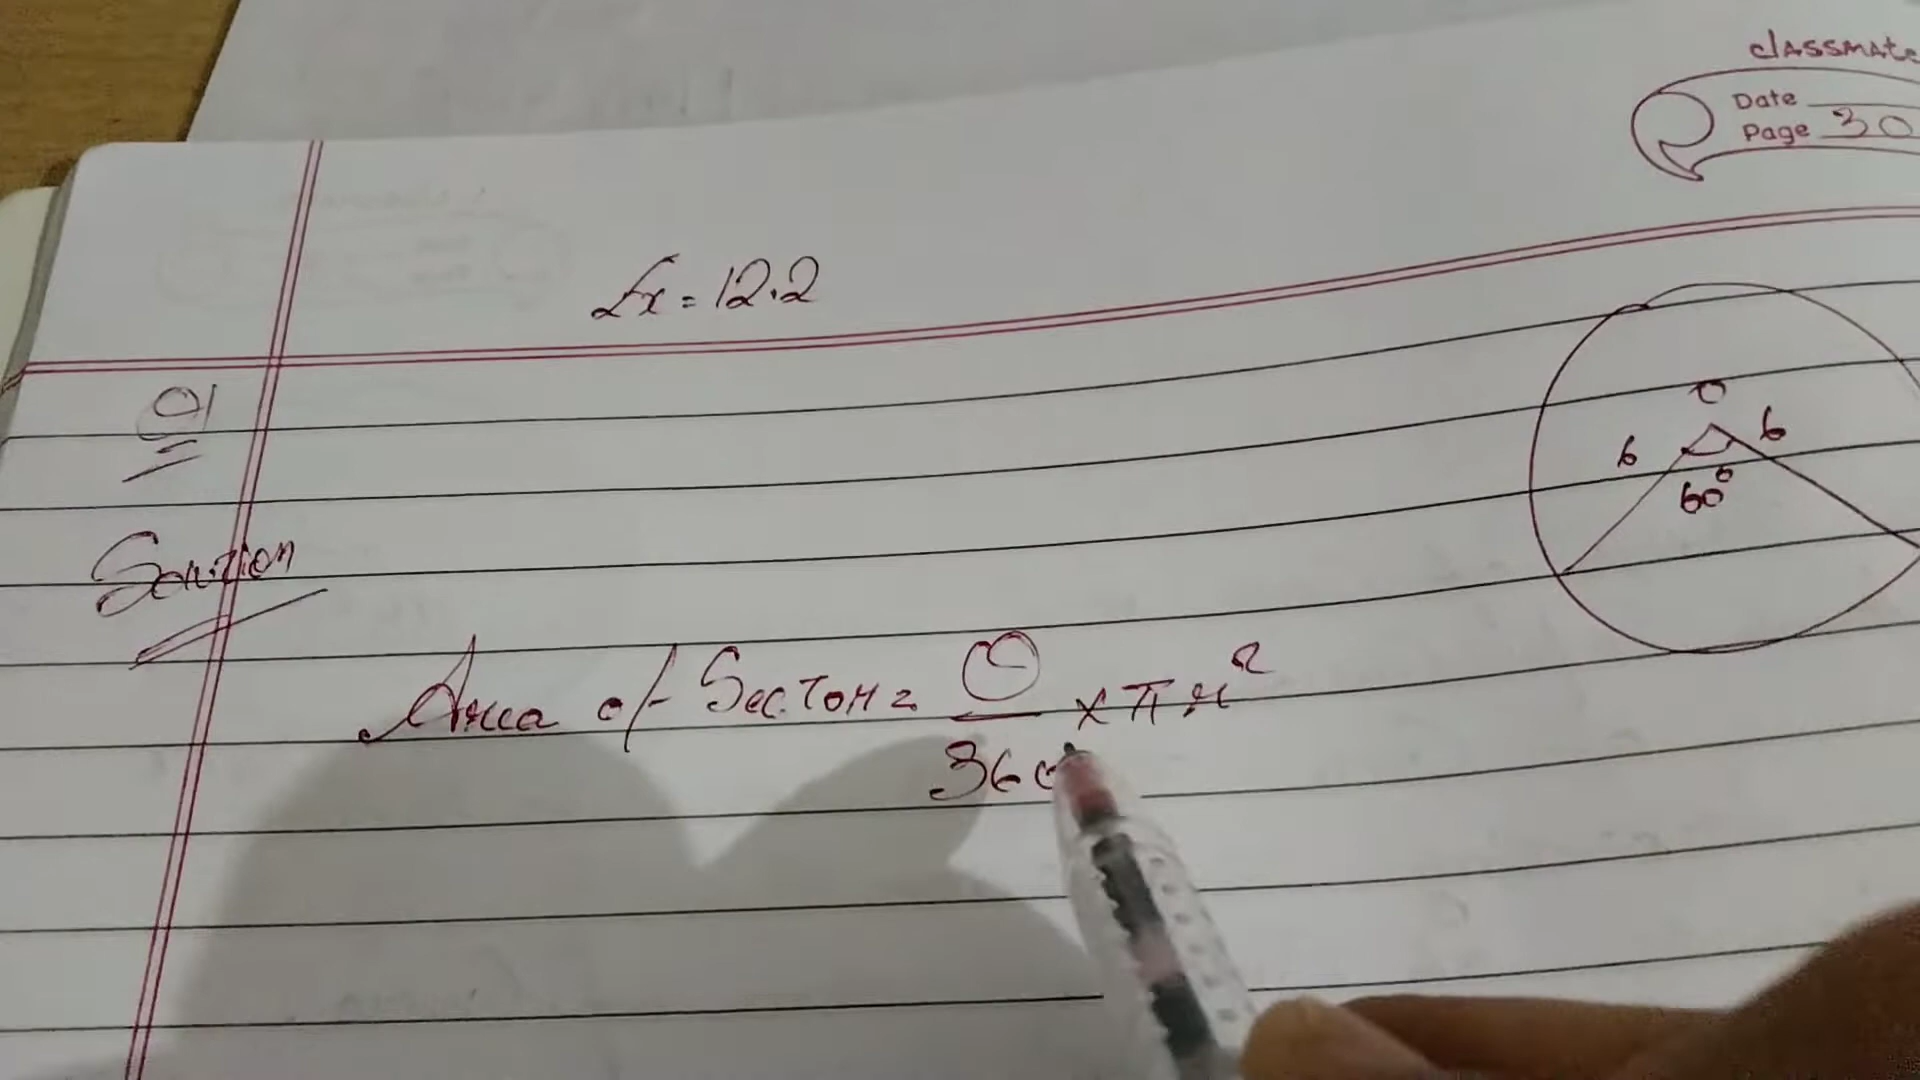 classmate
Date
Page 30
Ex = 12.2
Q1
O
6
6
60°
Solution
Area of Sector = θ/360 × πr²